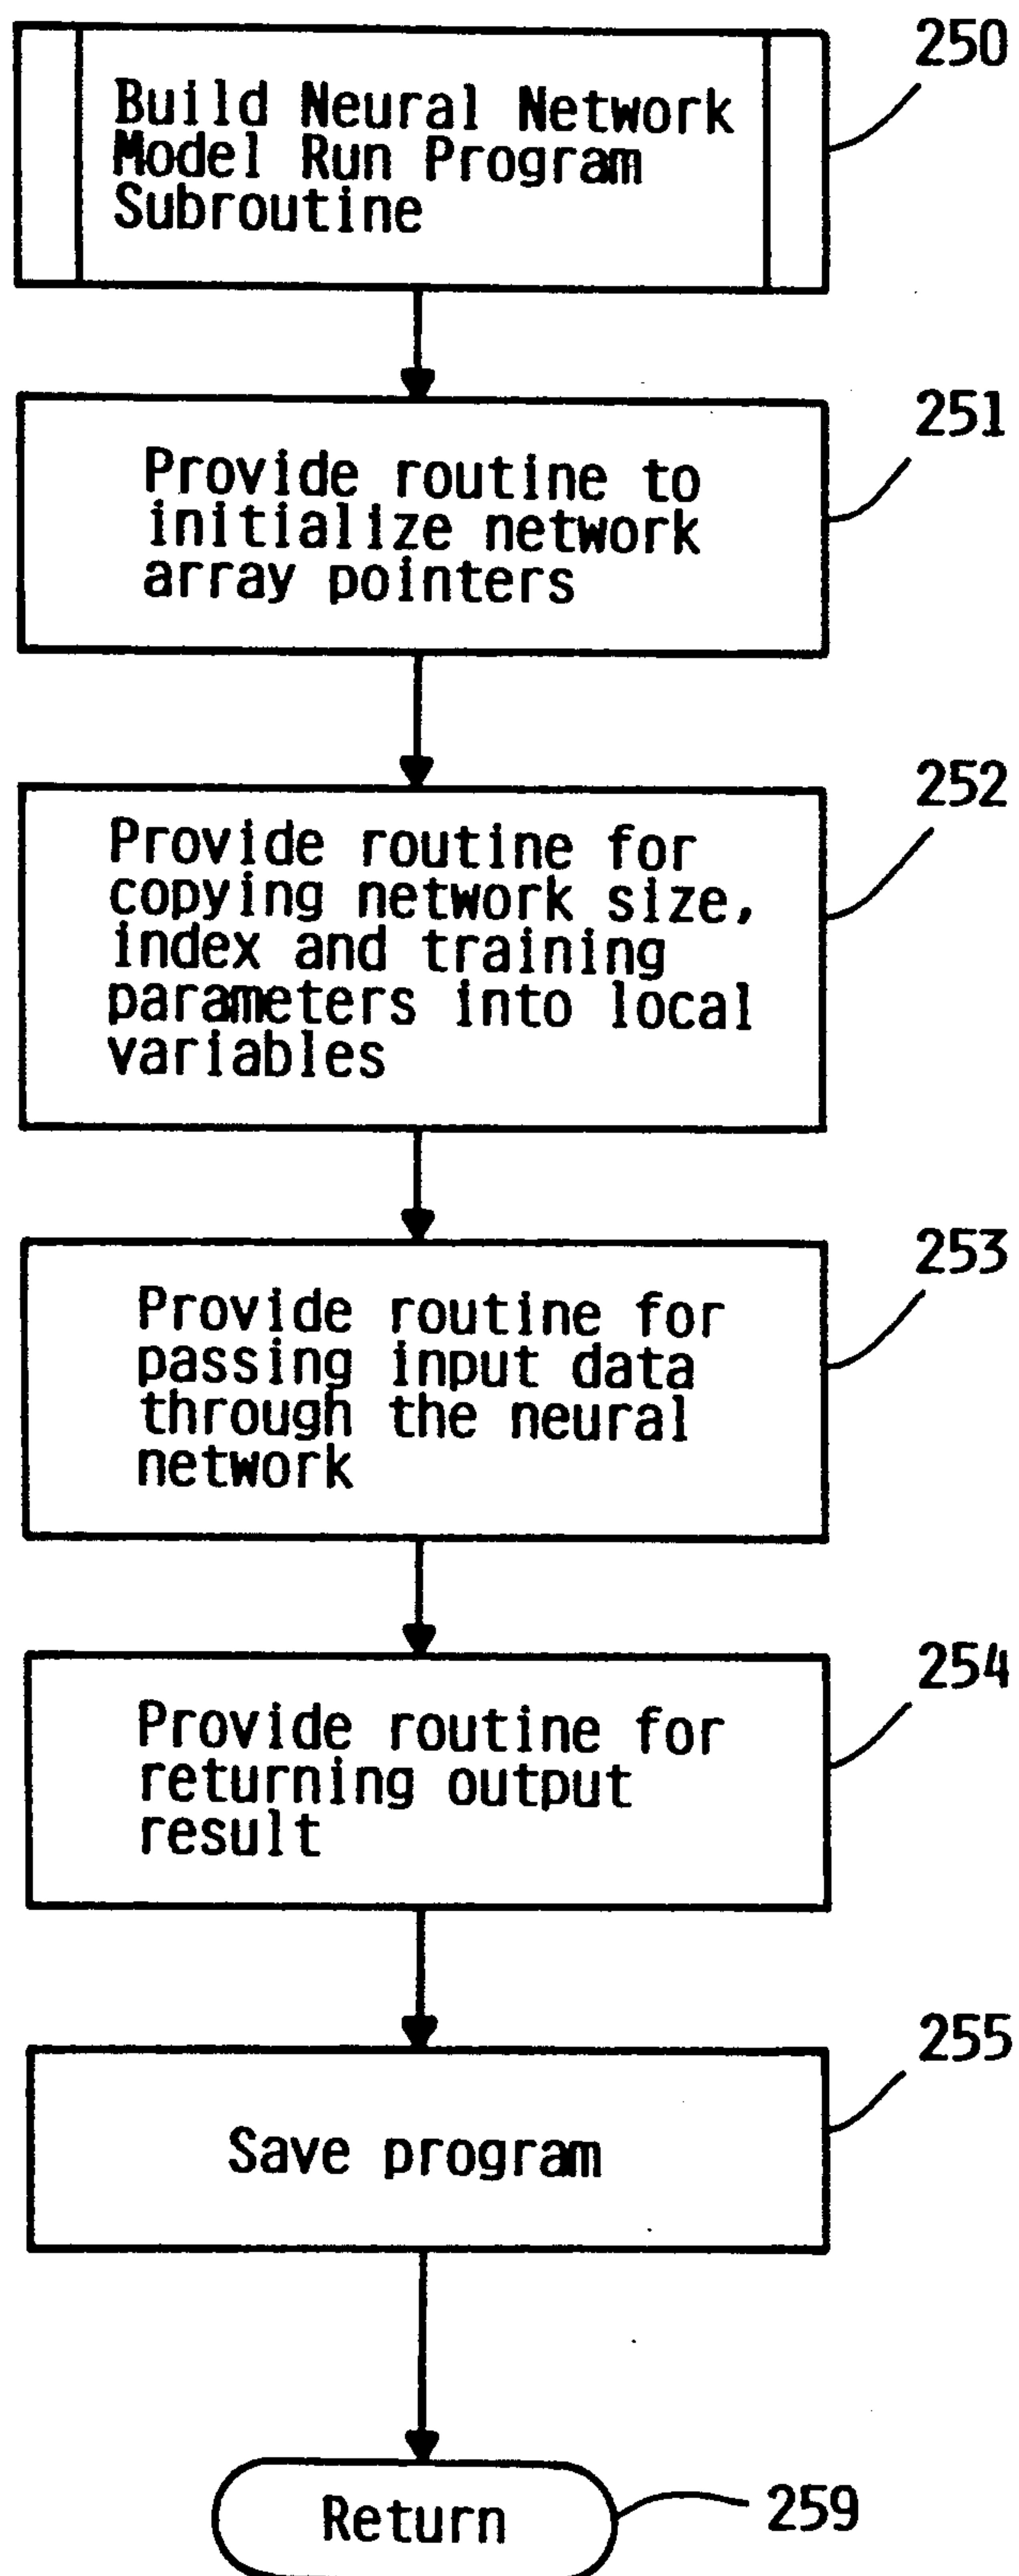 250
Build Neural Network
Model Run Program
Subroutine
251
Provide routine to
initialize network
array pointers
252
Provide routine for
copying network size,
index and training
parameters into local
variables
253
Provide routine for
passing input data
through the neural
network
254
Provide routine for
returning output
result
255
Save program
Return
259